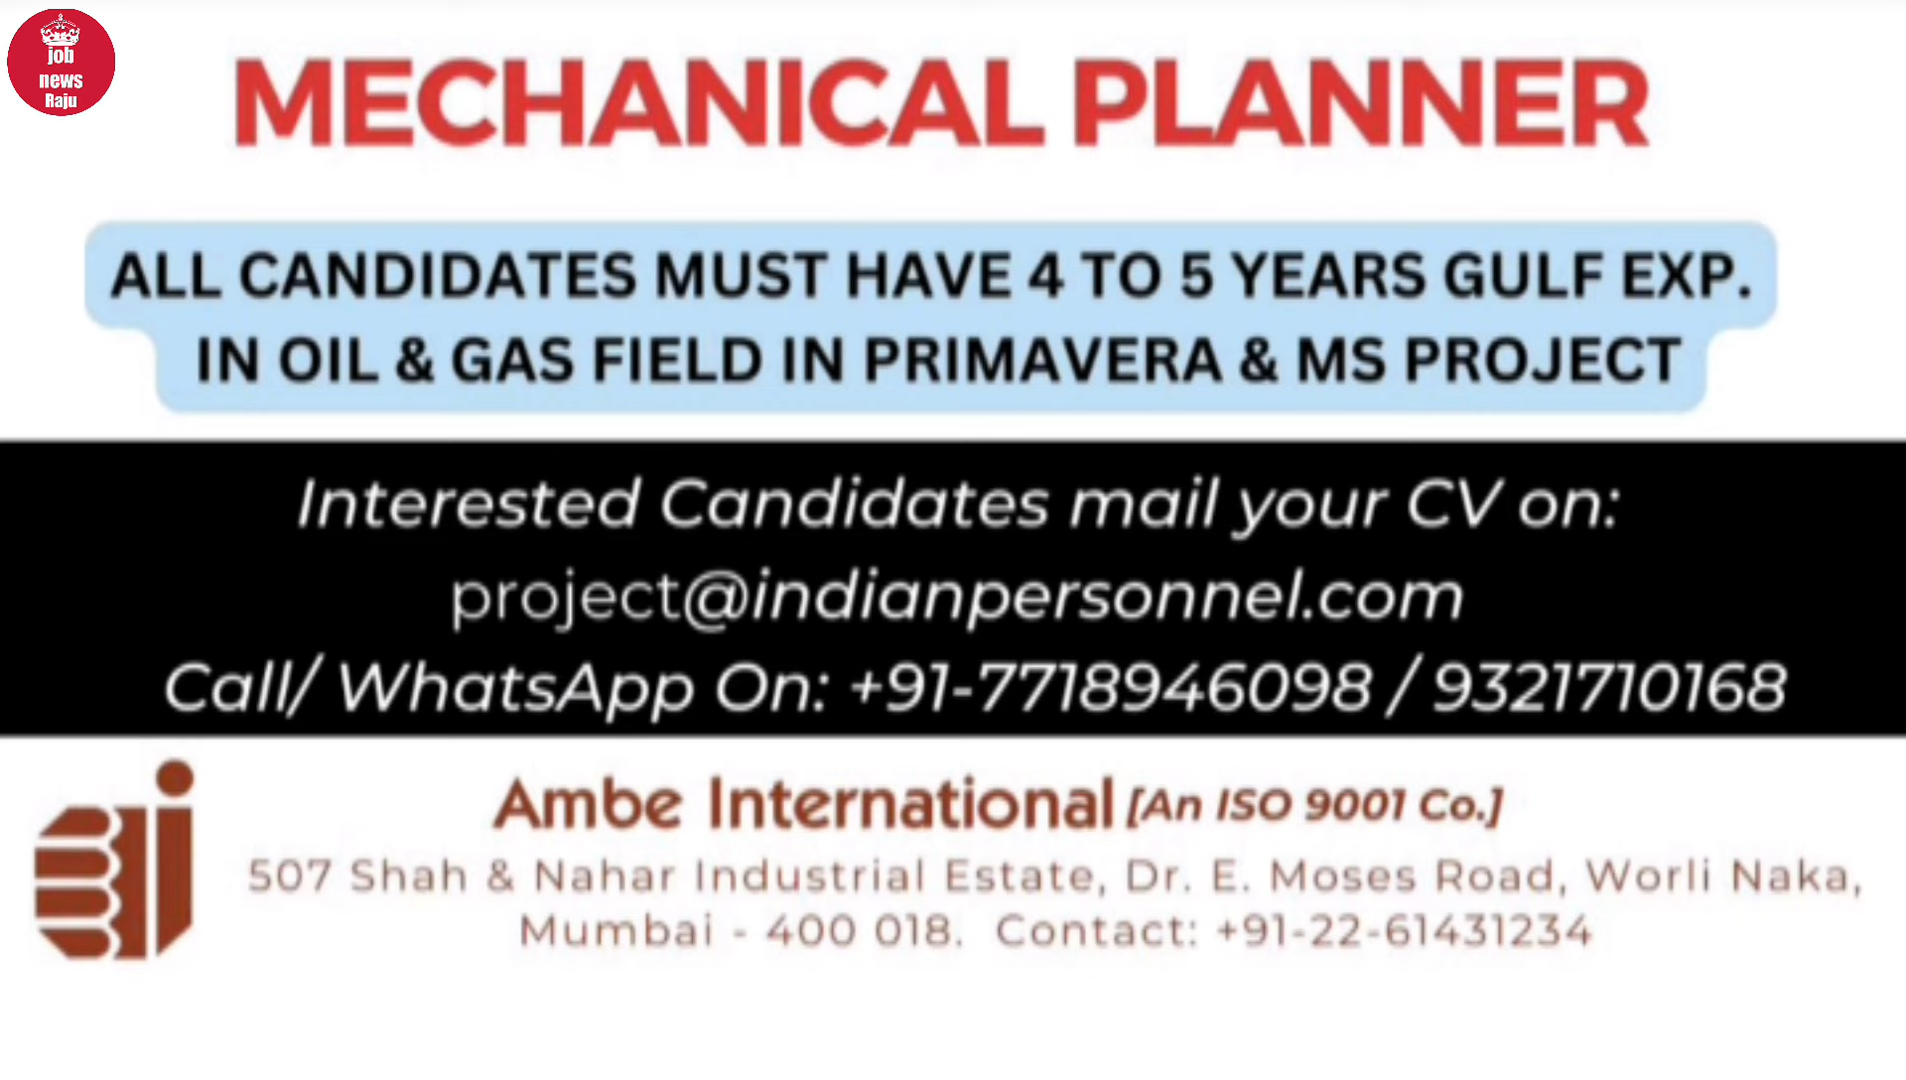 job
news
Raju
MECHANICAL PLANNER
ALL CANDIDATES MUST HAVE 4 TO 5 YEARS GULF EXP.
IN OIL & GAS FIELD IN PRIMAVERA & MS PROJECT
Interested Candidates mail your CV on:
project@indianpersonnel.com
Call/ WhatsApp On: +91-7718946098 / 9321710168
Ambe International [An ISO 9001 Co.]
507 Shah & Nahar Industrial Estate, Dr. E. Moses Road, Worli Naka,
Mumbai - 400 018. Contact: +91-22-61431234